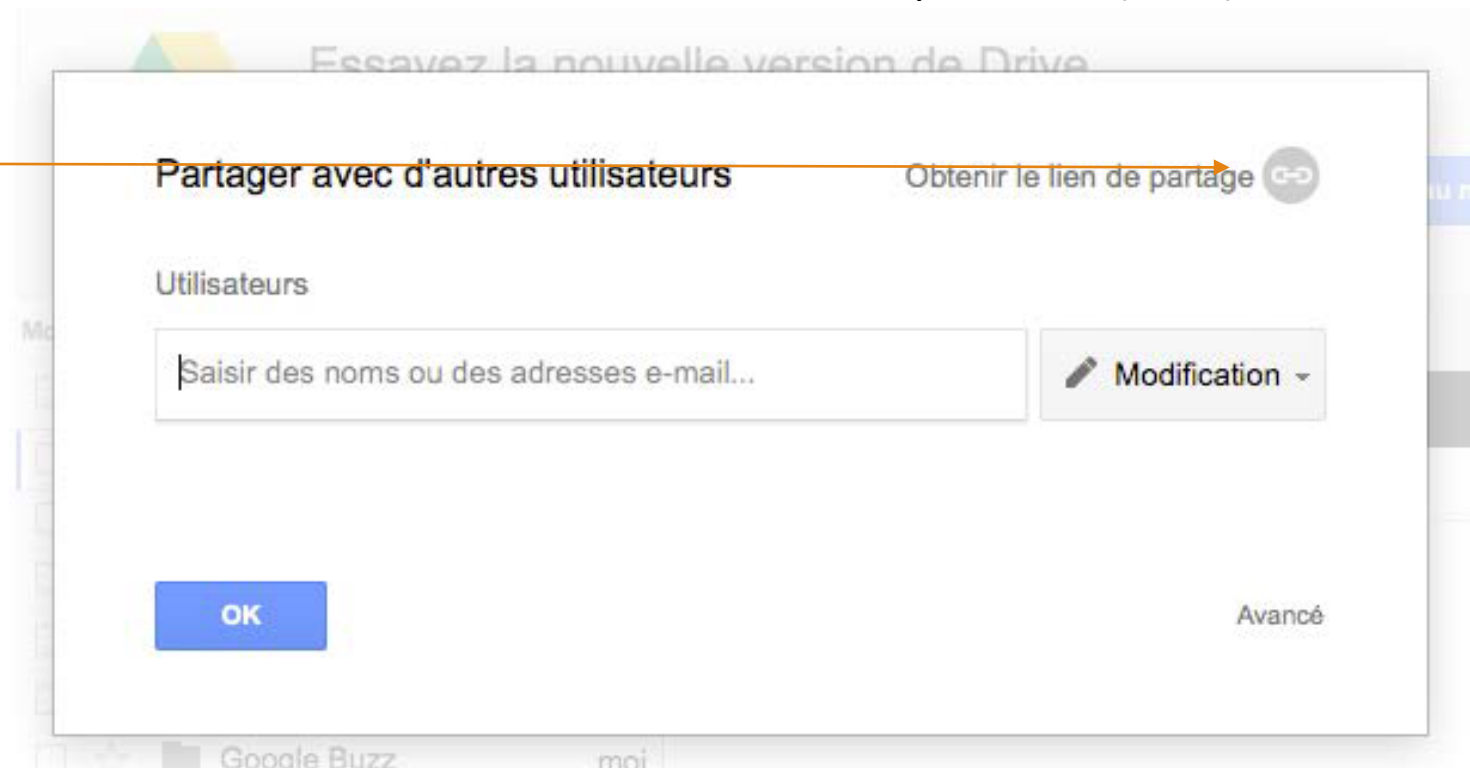 Essayez la nouvelle version de Drive
Partager avec d'autres utilisateurs
Obtenir le lien de partage
Utilisateurs
Saisir des noms ou des adresses e-mail...
Modification
OK
Avancé
Google Buzz
moi